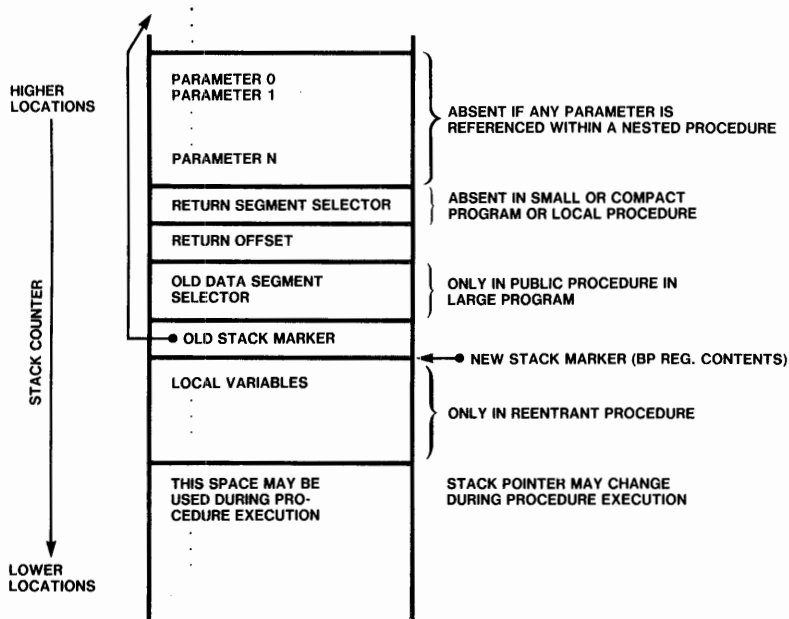 HIGHER
LOCATIONS
STACK COUNTER
LOWER
LOCATIONS
PARAMETER 0
PARAMETER 1
PARAMETER N
ABSENT IF ANY PARAMETER IS
REFERENCED WITHIN A NESTED PROCEDURE
RETURN SEGMENT SELECTOR
ABSENT IN SMALL OR COMPACT
PROGRAM OR LOCAL PROCEDURE
RETURN OFFSET
OLD DATA SEGMENT
SELECTOR
ONLY IN PUBLIC PROCEDURE IN
LARGE PROGRAM
OLD STACK MARKER
NEW STACK MARKER (BP REG. CONTENTS)
LOCAL VARIABLES
ONLY IN REENTRANT PROCEDURE
THIS SPACE MAY BE
USED DURING PRO-
CEDURE EXECUTION
STACK POINTER MAY CHANGE
DURING PROCEDURE EXECUTION